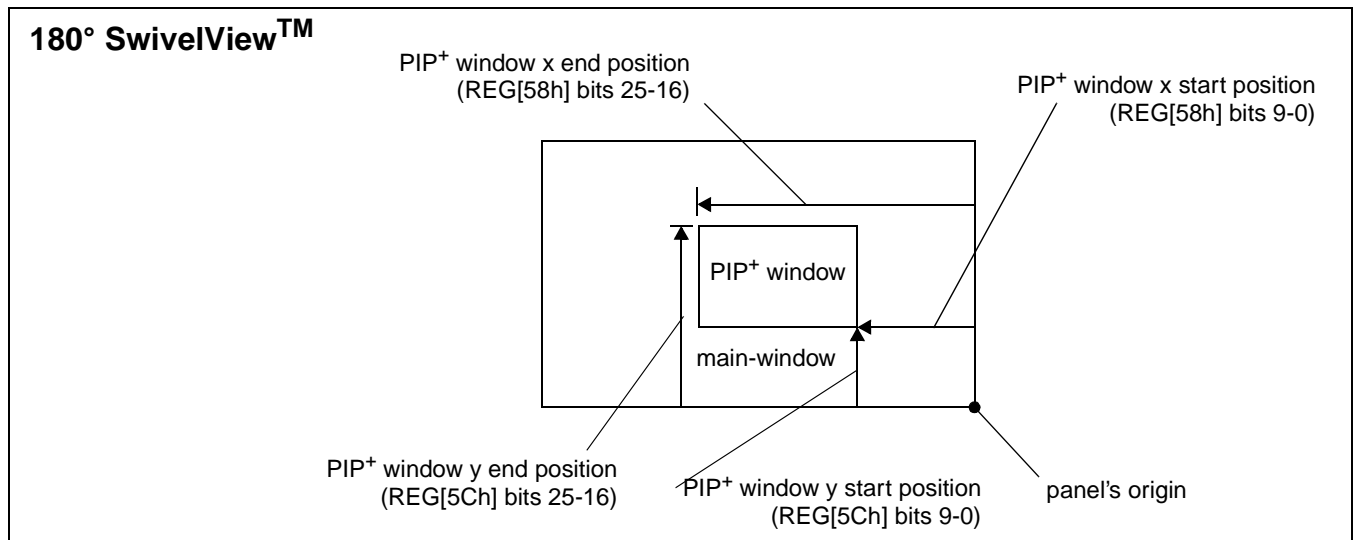 180° SwivelView™
PIP+ window x end position
(REG[58h] bits 25-16)
PIP+ window x start position
(REG[58h] bits 9-0)
PIP+ window
main-window
PIP+ window y end position
(REG[5Ch] bits 25-16)
PIP+ window y start position
(REG[5Ch] bits 9-0)
panel's origin